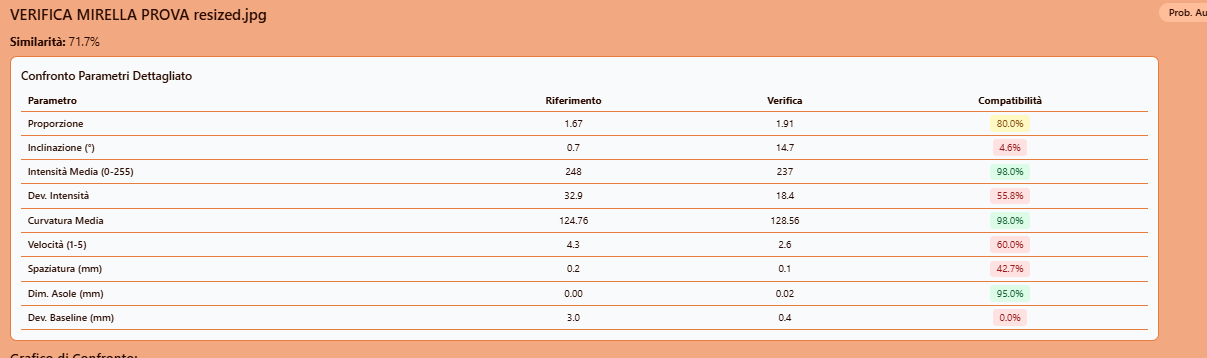 VERIFICA MIRELLA PROVA resized.jpg
Prob. Au
Similarità: 71.7%
Confronto Parametri Dettagliato
Parametro Riferimento Verifica Compatibilità
Proporzione 1.67 1.91 80.0%
Inclinazione (°) 0.7 14.7 4.6%
Intensità Media (0-255) 248 237 98.0%
Dev. Intensità 32.9 18.4 55.8%
Curvatura Media 124.76 128.56 98.0%
Velocità (1-5) 4.3 2.6 60.0%
Spaziatura (mm) 0.2 0.1 42.7%
Dim. Asole (mm) 0.00 0.02 95.0%
Dev. Baseline (mm) 3.0 0.4 0.0%
Grafico di Confronto: